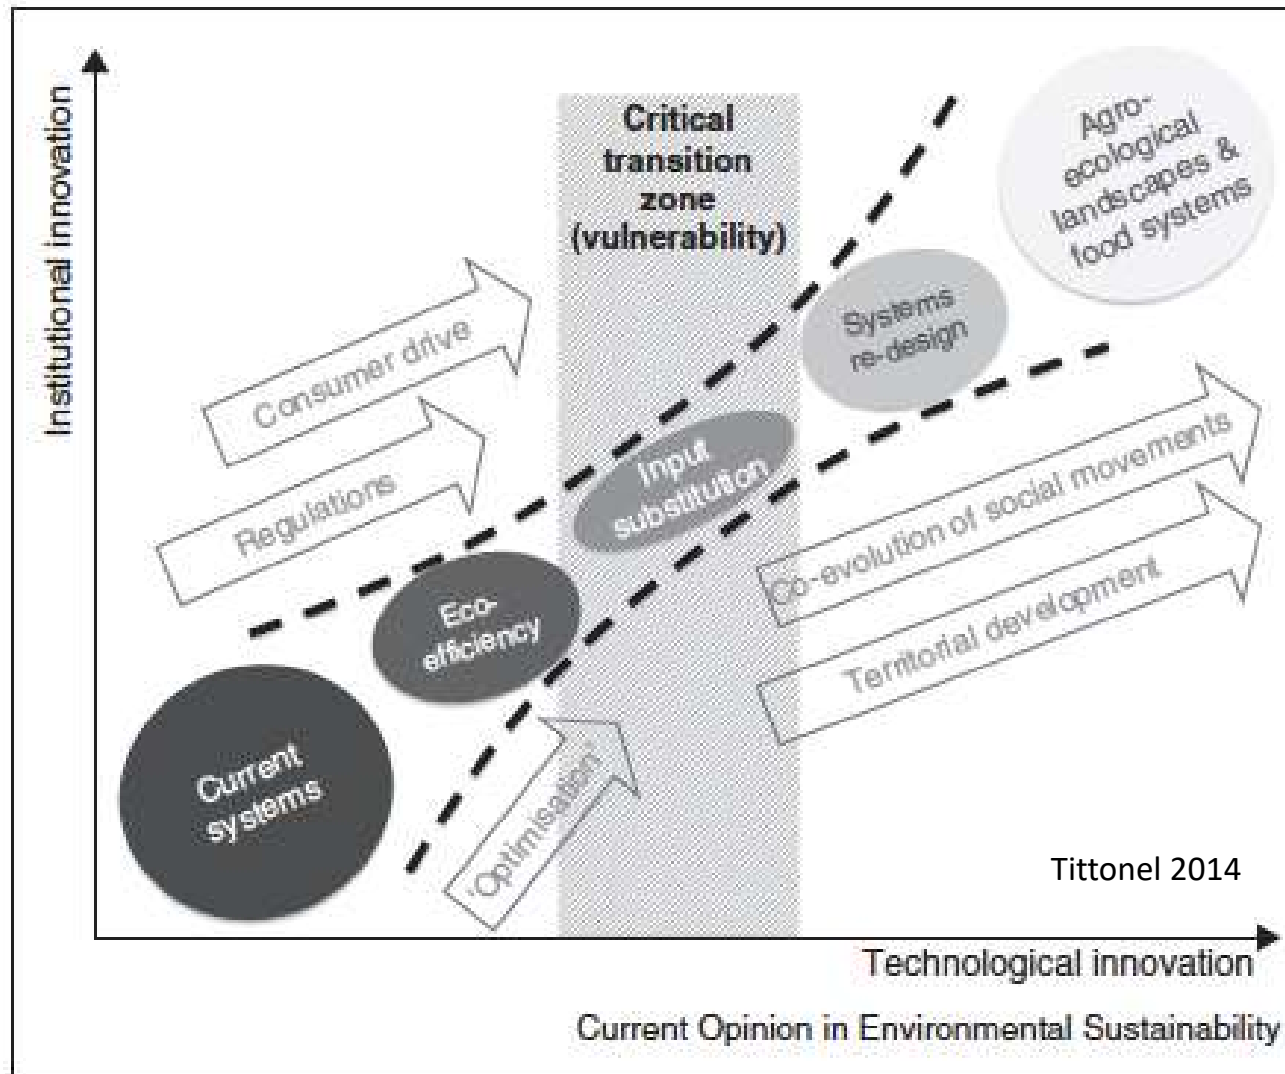 Institutional innovation
Critical
transition
zone
(vulnerability)
Agro-
ecological
landscapes &
food systems
Systems
re-design
Consumer drive
Regulations
Input
substitution
Eco-
efficiency
Current
systems
'Optimisation'
Co-evolution of social movements
Territorial development
Tittonel 2014
Technological innovation
Current Opinion in Environmental Sustainability